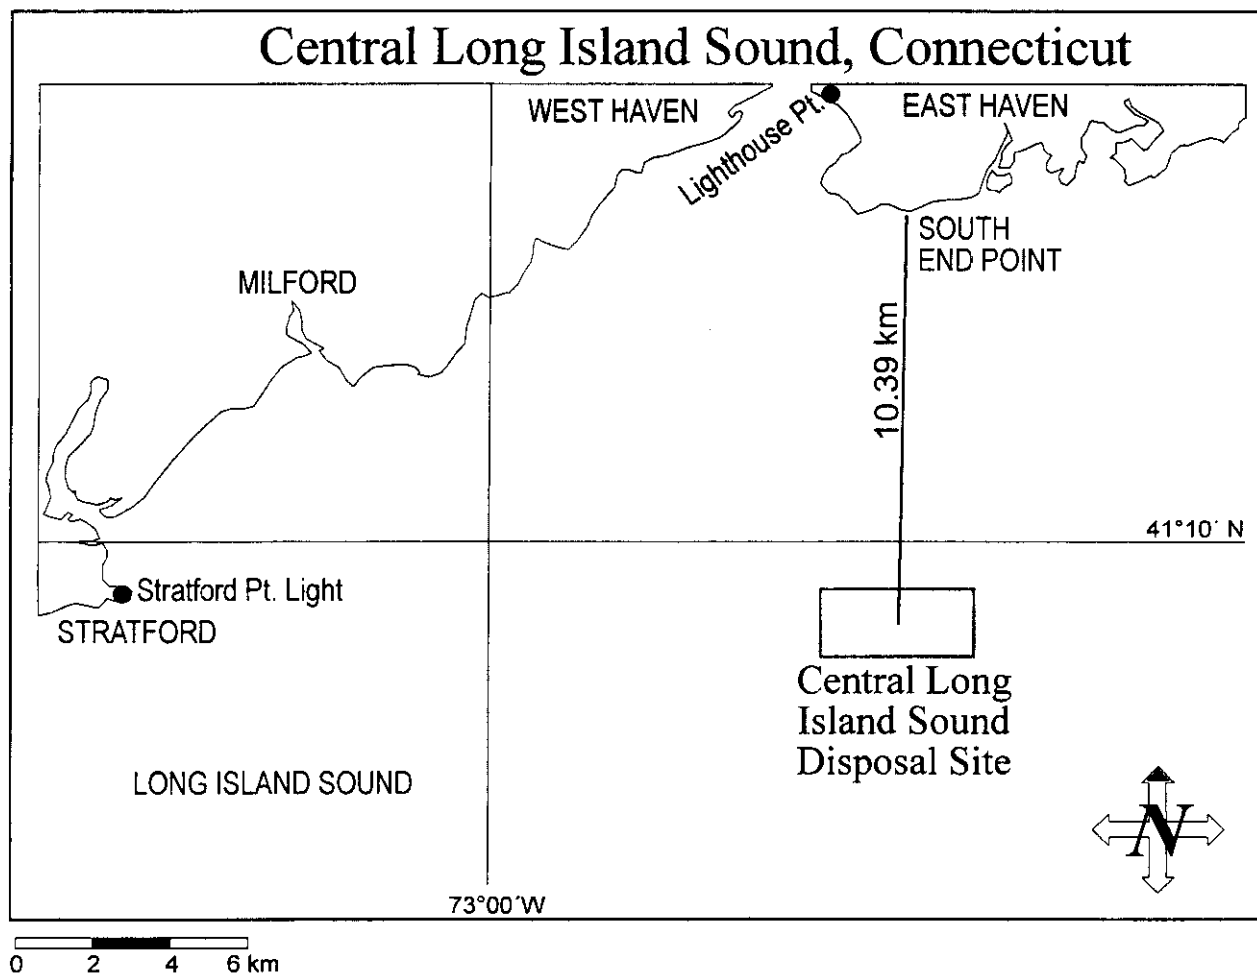 Central Long Island Sound, Connecticut
WEST HAVEN
Lighthouse Pt.
EAST HAVEN
SOUTH
END POINT
MILFORD
10.39 km
41°10´ N
Stratford Pt. Light
STRATFORD
Central Long
Island Sound
Disposal Site
LONG ISLAND SOUND
N
73°00´W
0 2 4 6 km